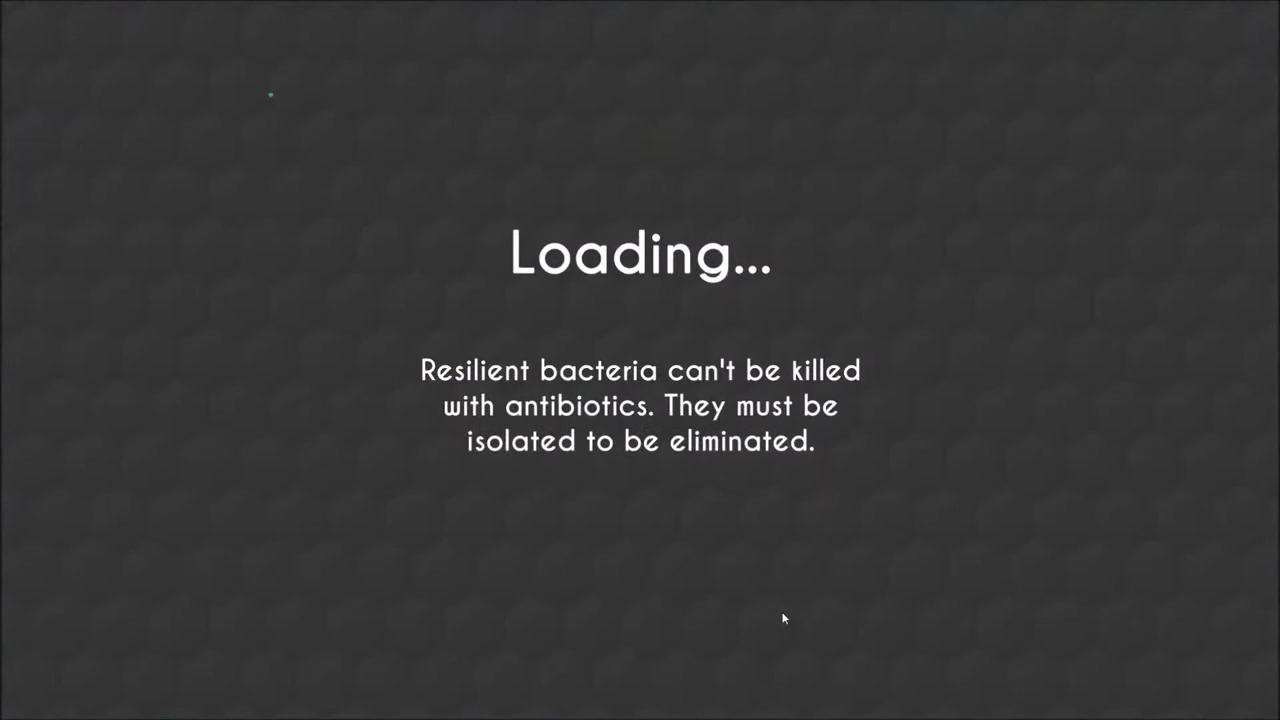 Loading...
Resilient bacteria can't be killed
with antibiotics. They must be
isolated to be eliminated.